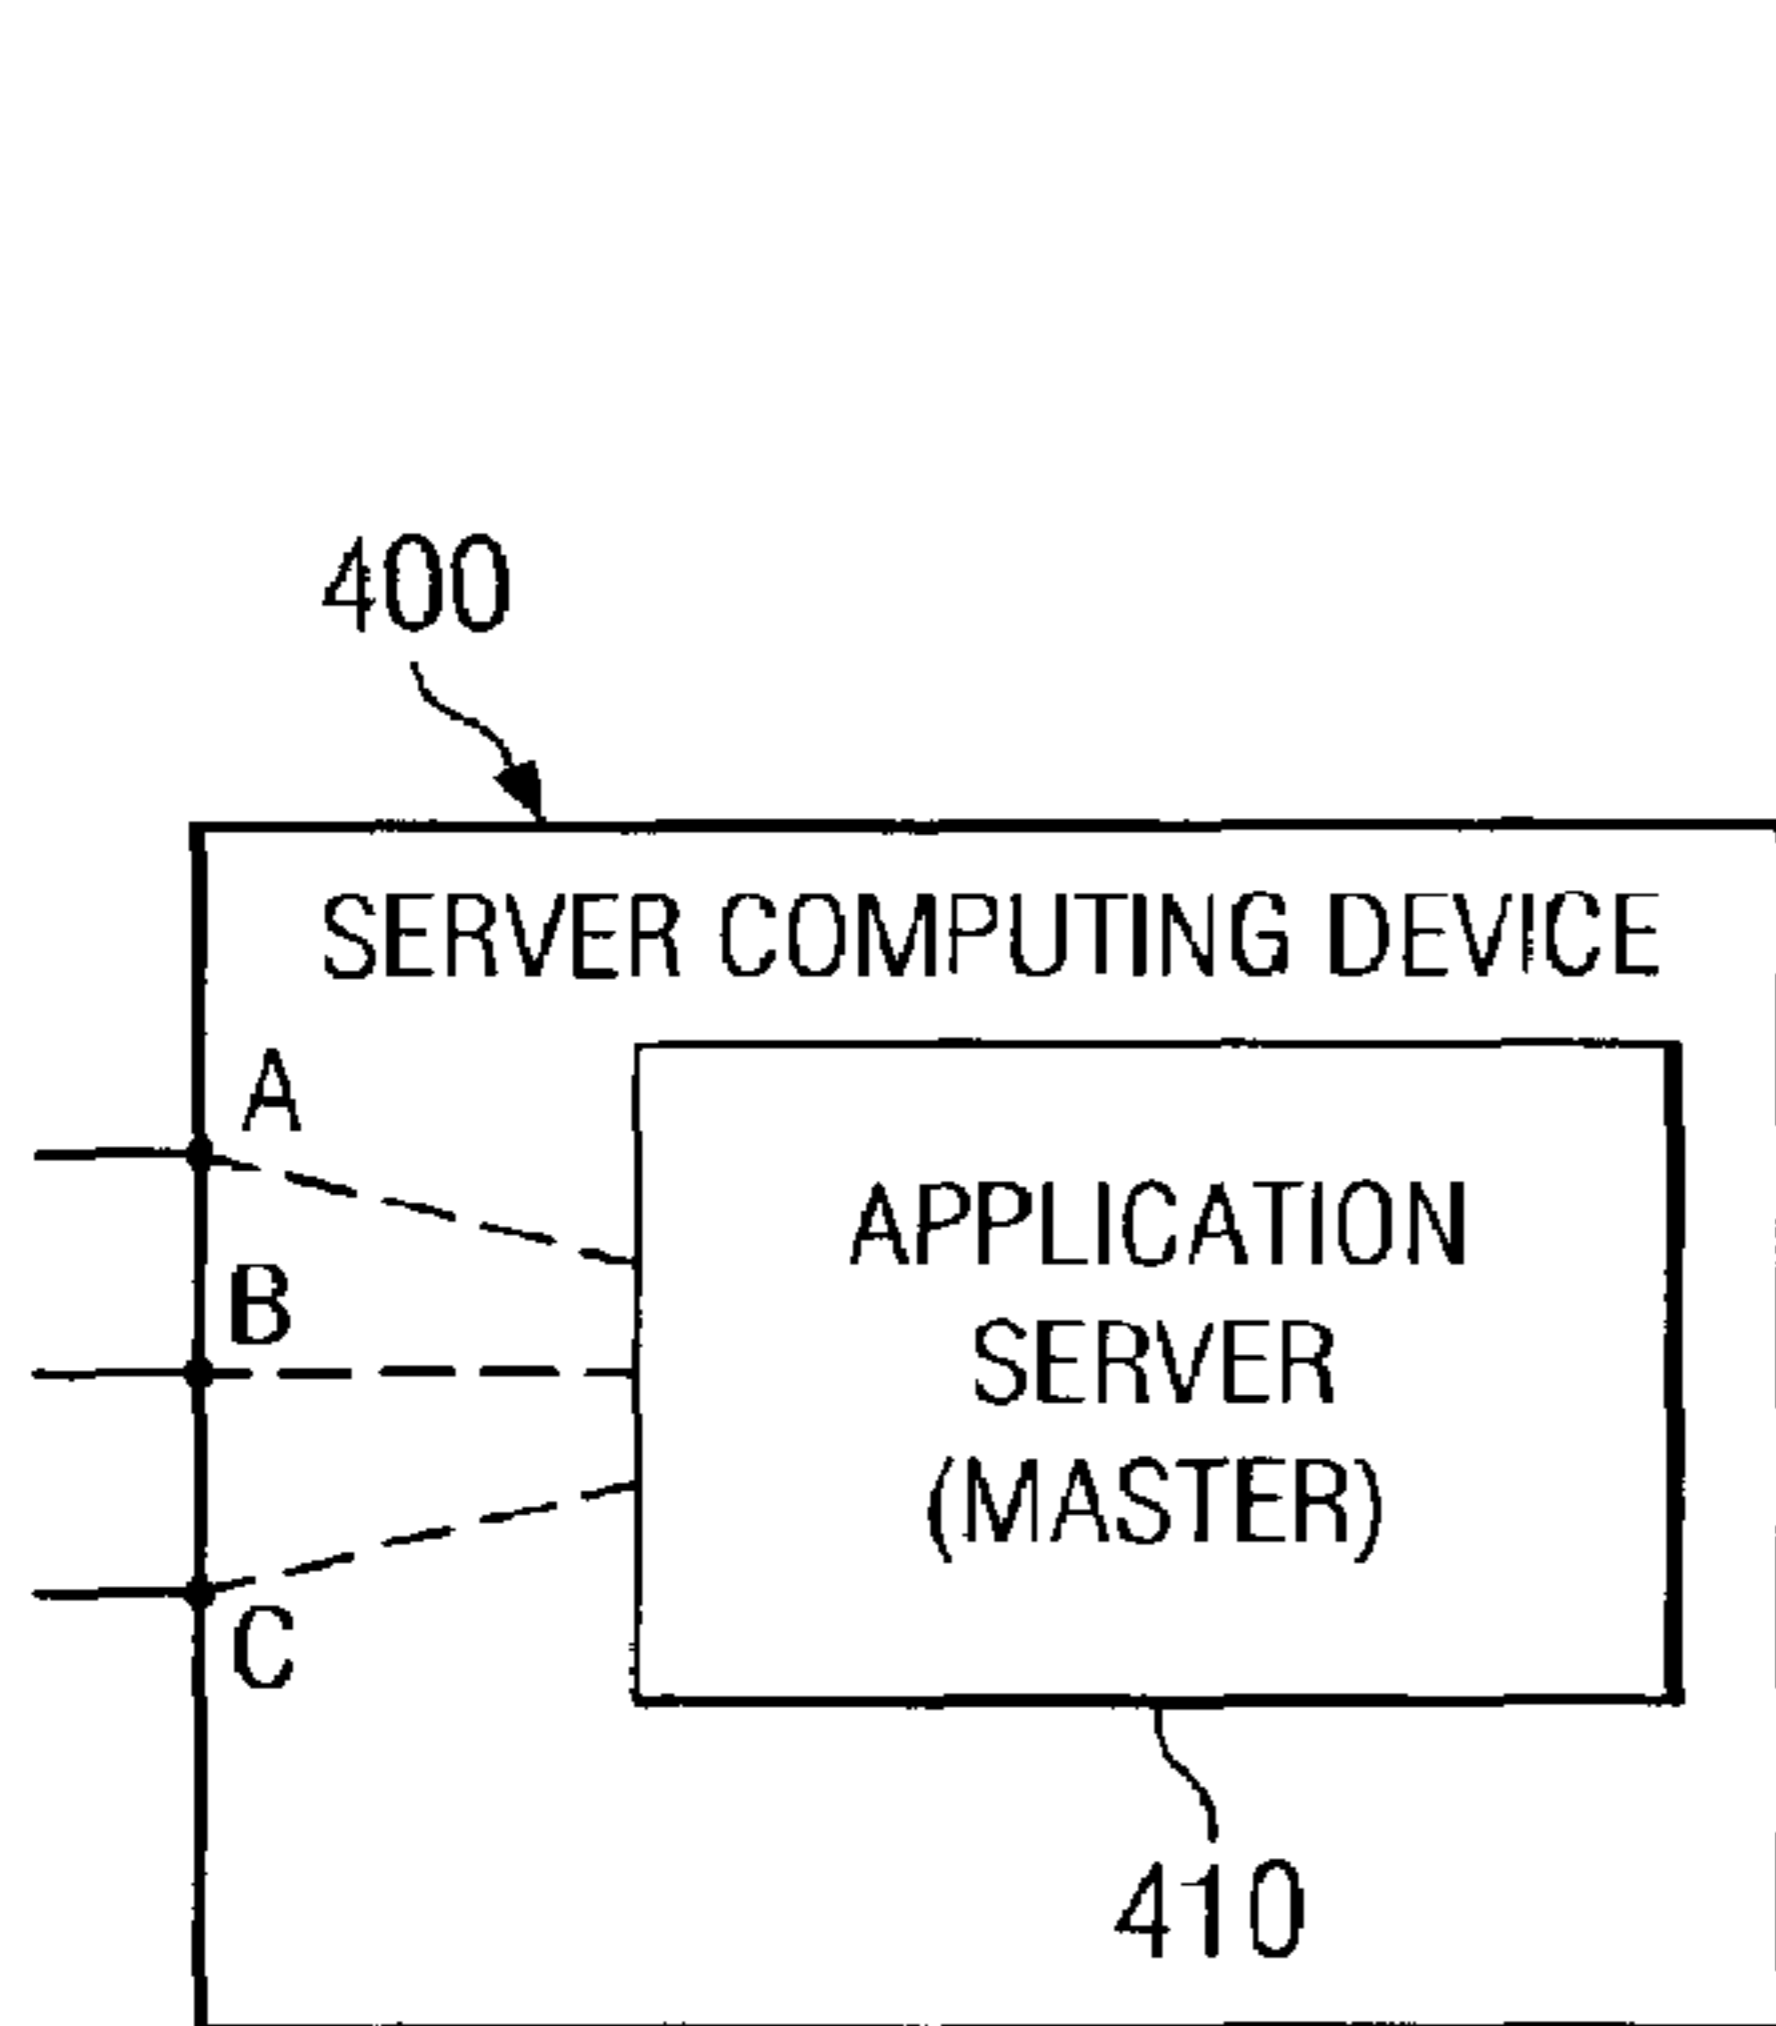 400
SERVER COMPUTING DEVICE
A
B
C
APPLICATION
SERVER
(MASTER)
410